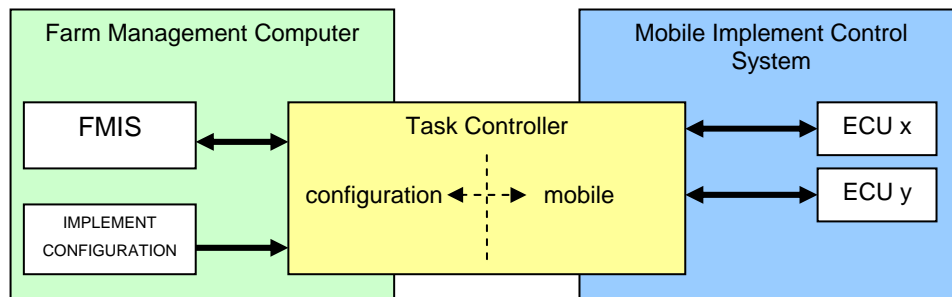 Farm Management Computer
Mobile Implement Control
System
FMIS
Task Controller
ECU x
configuration
mobile
ECU y
IMPLEMENT
CONFIGURATION